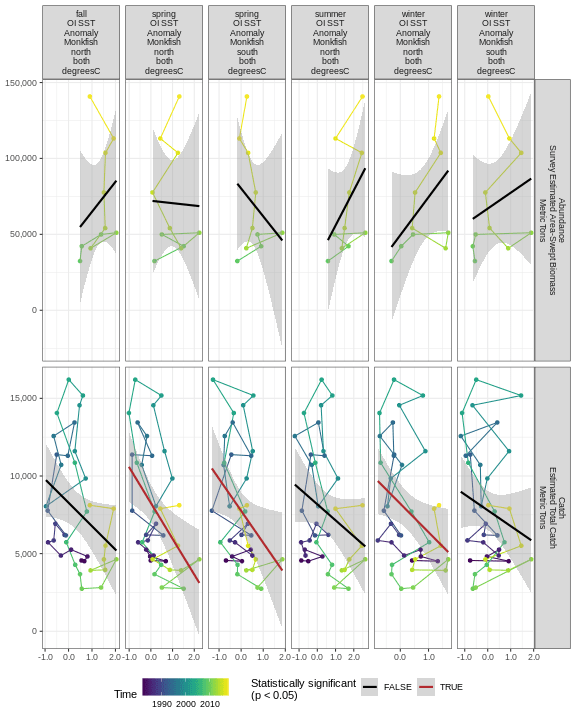 fall
OI SST
Anomaly
Monkfish
north
both
degreesC
spring
OI SST
Anomaly
Monkfish
north
both
degreesC
spring
OI SST
Anomaly
Monkfish
south
both
degreesC
summer
OI SST
Anomaly
Monkfish
north
both
degreesC
winter
OI SST
Anomaly
Monkfish
north
both
degreesC
winter
OI SST
Anomaly
Monkfish
south
both
degreesC
150,000
100,000
50,000
0
Abundance
Survey Estimated Area-Swept Biomass
Metric Tons
15,000
10,000
5,000
0
Catch
Estimated Total Catch
Metric Tons
-1.0 0.0 1.0 2.0
-1.0 0.0 1.0 2.0
-1.0 0.0 1.0 2.0
-1.0 0.0 1.0 2.0
0.0 1.0
-1.0 0.0 1.0 2.0
Time
1990 2000 2010
Statistically significant
(p < 0.05)
FALSE
TRUE